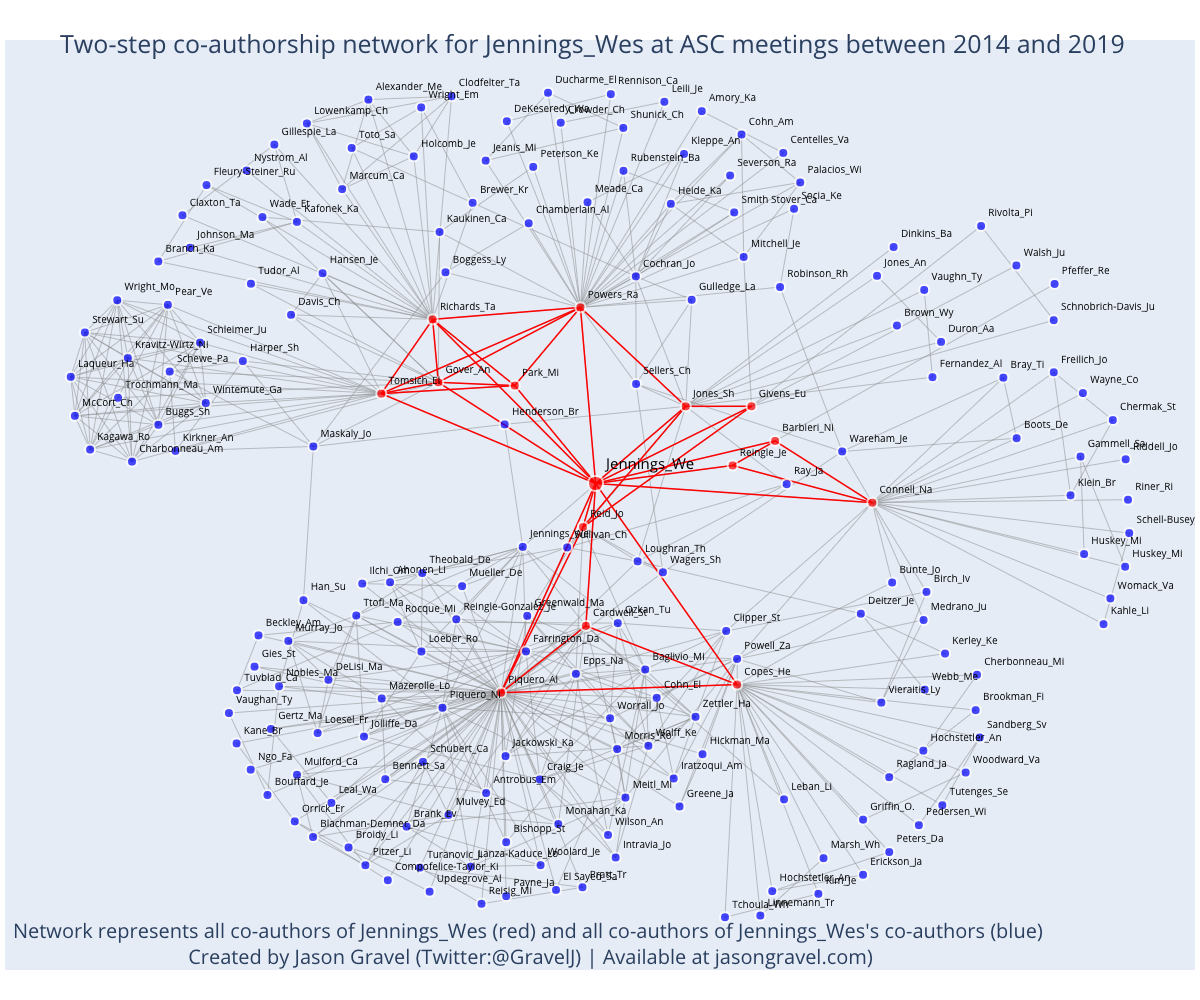 Two-step co-authorship network for Jennings_Wes at ASC meetings between 2014 and 2019
Clodfelter_Ta
Ducharme_El
Rennison_Ca
Alexander_Me
Wright_Em
Leili_Je
Amory_Ka
Lowenkamp_Ch
DeKeseredy_Wa
Crowder_Ch
Shunick_Ch
Cohn_Am
Gillespie_La
Toto_Sa
Holcomb_Je
Jeanis_Mi
Peterson_Ke
Kleppe_An
Centelles_Va
Nystrom_Al
Rubenstein_Ba
Severson_Ra
Palacios_Wi
Fleury-Steiner_Ru
Marcum_Ca
Brewer_Kr
Meade_Ca
Heide_Ka
Smith Stover_Ca
Secia_Ke
Claxton_Ta
Wade_Er
Kafonek_Ka
Kaukinen_Ca
Chamberlain_Al
Rivolta_Pi
Johnson_Ma
Branch_Ka
Mitchell_Je
Dinkins_Ba
Hansen_Je
Boggess_Ly
Cochran_Jo
Walsh_Ju
Tudor_Al
Robinson_Rh
Jones_An
Vaughn_Ty
Pfeffer_Re
Wright_Mo
Pear_Ve
Davis_Ch
Richards_Ta
Powers_Ra
Gulledge_La
Schnobrich-Davis_Ju
Stewart_Su
Schleimer_Ju
Brown_Wy
Kravitz-Wirtz_Ni
Harper_Sh
Duron_Aa
Laqueur_Ha
Schewe_Pa
Tomsich_El
Gover_An
Park_Mi
Sellers_Ch
Fernandez_Al
Bray_Ti
Freilich_Jo
Trochmann_Ma
Wintemute_Ga
Jones_Sh
Givens_Eu
Wayne_Co
McCort_Ch
Buggs_Sh
Henderson_Br
Chermak_St
Kagawa_Ro
Kirkner_An
Charbonneau_Am
Maskaly_Jo
Barbieri_Ni
Wareham_Je
Boots_De
Gammell_Sa
Riddell_Jo
Jennings_We
Reingle_Je
Ray_Ja
Connell_Na
Klein_Br
Riner_Ri
Reid_Jo
Schell-Busey
Sullivan_Ch
Theobald_De
Loughran_Th
Wagers_Sh
Huskey_Mi
Huskey_Mi
Han_Su
Ilchi_Om
Ahonen_Li
Mueller_De
Bunte_Jo
Birch_Iv
Womack_Va
Kahle_Li
Ttofi_Ma
Rocque_Mi
Reingle-Gonzalez_Je
Greenwald_Ma
Cardwell_St
Ozkan_Tu
Clipper_St
Deitzer_Je
Medrano_Ju
Beckley_Am
Murray_Jo
Loeber_Ro
Farrington_Da
Powell_Za
Kerley_Ke
Gies_St
Nobles_Ma
DeLisi_Ma
Epps_Na
Baglivio_Mi
Copes_He
Cherbonneau_Mi
Tuvblad_Ca
Mazerolle_Lo
Piquero_Al
Webb_Me
Vaughan_Ty
Piquero_Ni
Cohn_El
Vieraitis_Ly
Brookman_Fi
Gertz_Ma
Loesel_Fr
Jolliffe_Da
Worrall_Jo
Zettler_Ha
Kane_Br
Sandberg_Sv
Schubert_Ca
Jackowski_Ka
Morris_Ro
Wolff_Ke
Hickman_Ma
Hochstetler_An
Ngo_Fa
Mulford_Ca
Bennett_Sa
Craig_Je
Iratzoqui_Am
Ragland_Ja
Woodward_Va
Bouffard_Je
Leal_Wa
Antrobus_Em
Meitl_Mi
Greene_Ja
Leban_Li
Tutenges_Se
Orrick_Er
Mulvey_Ed
Monahan_Ka
Griffin_O.
Pedersen_Wi
Blachman-Demner_Da
Brank_Ev
Bishopp_St
Wilson_An
Broidy_Li
Intravia_Jo
Marsh_Wh
Peters_Da
Pitzer_Li
Lanza-Kaduce_Lo
Woolard_Je
Erickson_Ja
Updegrove_Al
Payne_Ja
El Sayed_Sa
Pratt_Tr
Hochstetler_An
Kim_Je
Reisig_Mi
Tchoula_Wh
Linnemann_Tr
Network represents all co-authors of Jennings_Wes (red) and all co-authors of Jennings_Wes's co-authors (blue)
Created by Jason Gravel (Twitter:@GravelJ) | Available at jasongravel.com)